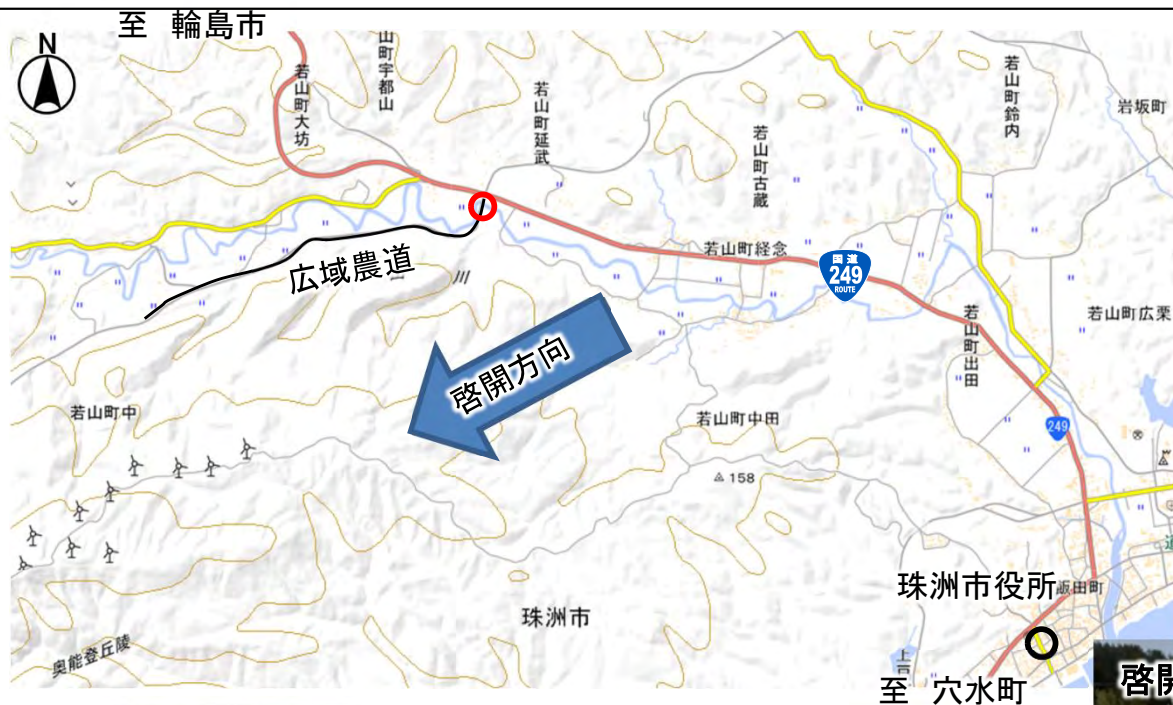 至 輪島市
N
若山町大坊
山町宇都山
若山町延武
若山町古蔵
若山町鈴内
岩坂町
広域農道
川
若山町経念
国道
249
ROUTE
若山町出田
若山町広栗
啓開方向
若山町中
若山町中田
249
158
珠洲市
珠洲市役所
飯田町
奥能登丘陵
上戸
至 穴水町
啓開